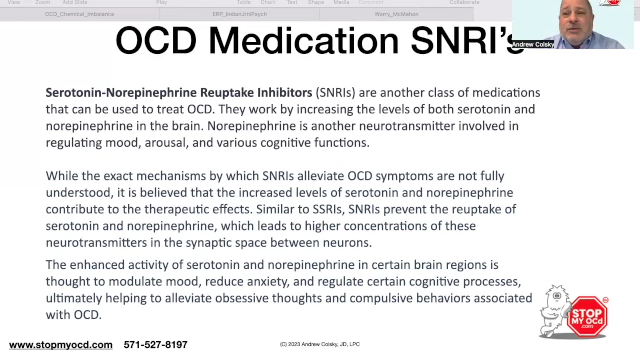 View Zoom Add Slide Play Table Chart Text Shape Media Comment Collaborate
OCD_Chemical_Imbalance ERP_IndianJrnlPsych Worry_McMahon
Andrew Colsky
OCD Medication SNRI's
Serotonin-Norepinephrine Reuptake Inhibitors (SNRIs) are another class of medications
that can be used to treat OCD. They work by increasing the levels of both serotonin and
norepinephrine in the brain. Norepinephrine is another neurotransmitter involved in
regulating mood, arousal, and various cognitive functions.
While the exact mechanisms by which SNRIs alleviate OCD symptoms are not fully
understood, it is believed that the increased levels of serotonin and norepinephrine
contribute to the therapeutic effects. Similar to SSRIs, SNRIs prevent the reuptake of
serotonin and norepinephrine, which leads to higher concentrations of these
neurotransmitters in the synaptic space between neurons.
The enhanced activity of serotonin and norepinephrine in certain brain regions is
thought to modulate mood, reduce anxiety, and regulate certain cognitive processes,
ultimately helping to alleviate obsessive thoughts and compulsive behaviors associated
with OCD.
STOP
MY OCD
.com
www.stopmyocd.com 571-527-8197
(C) 2023 Andrew Colsky, JD, LPC